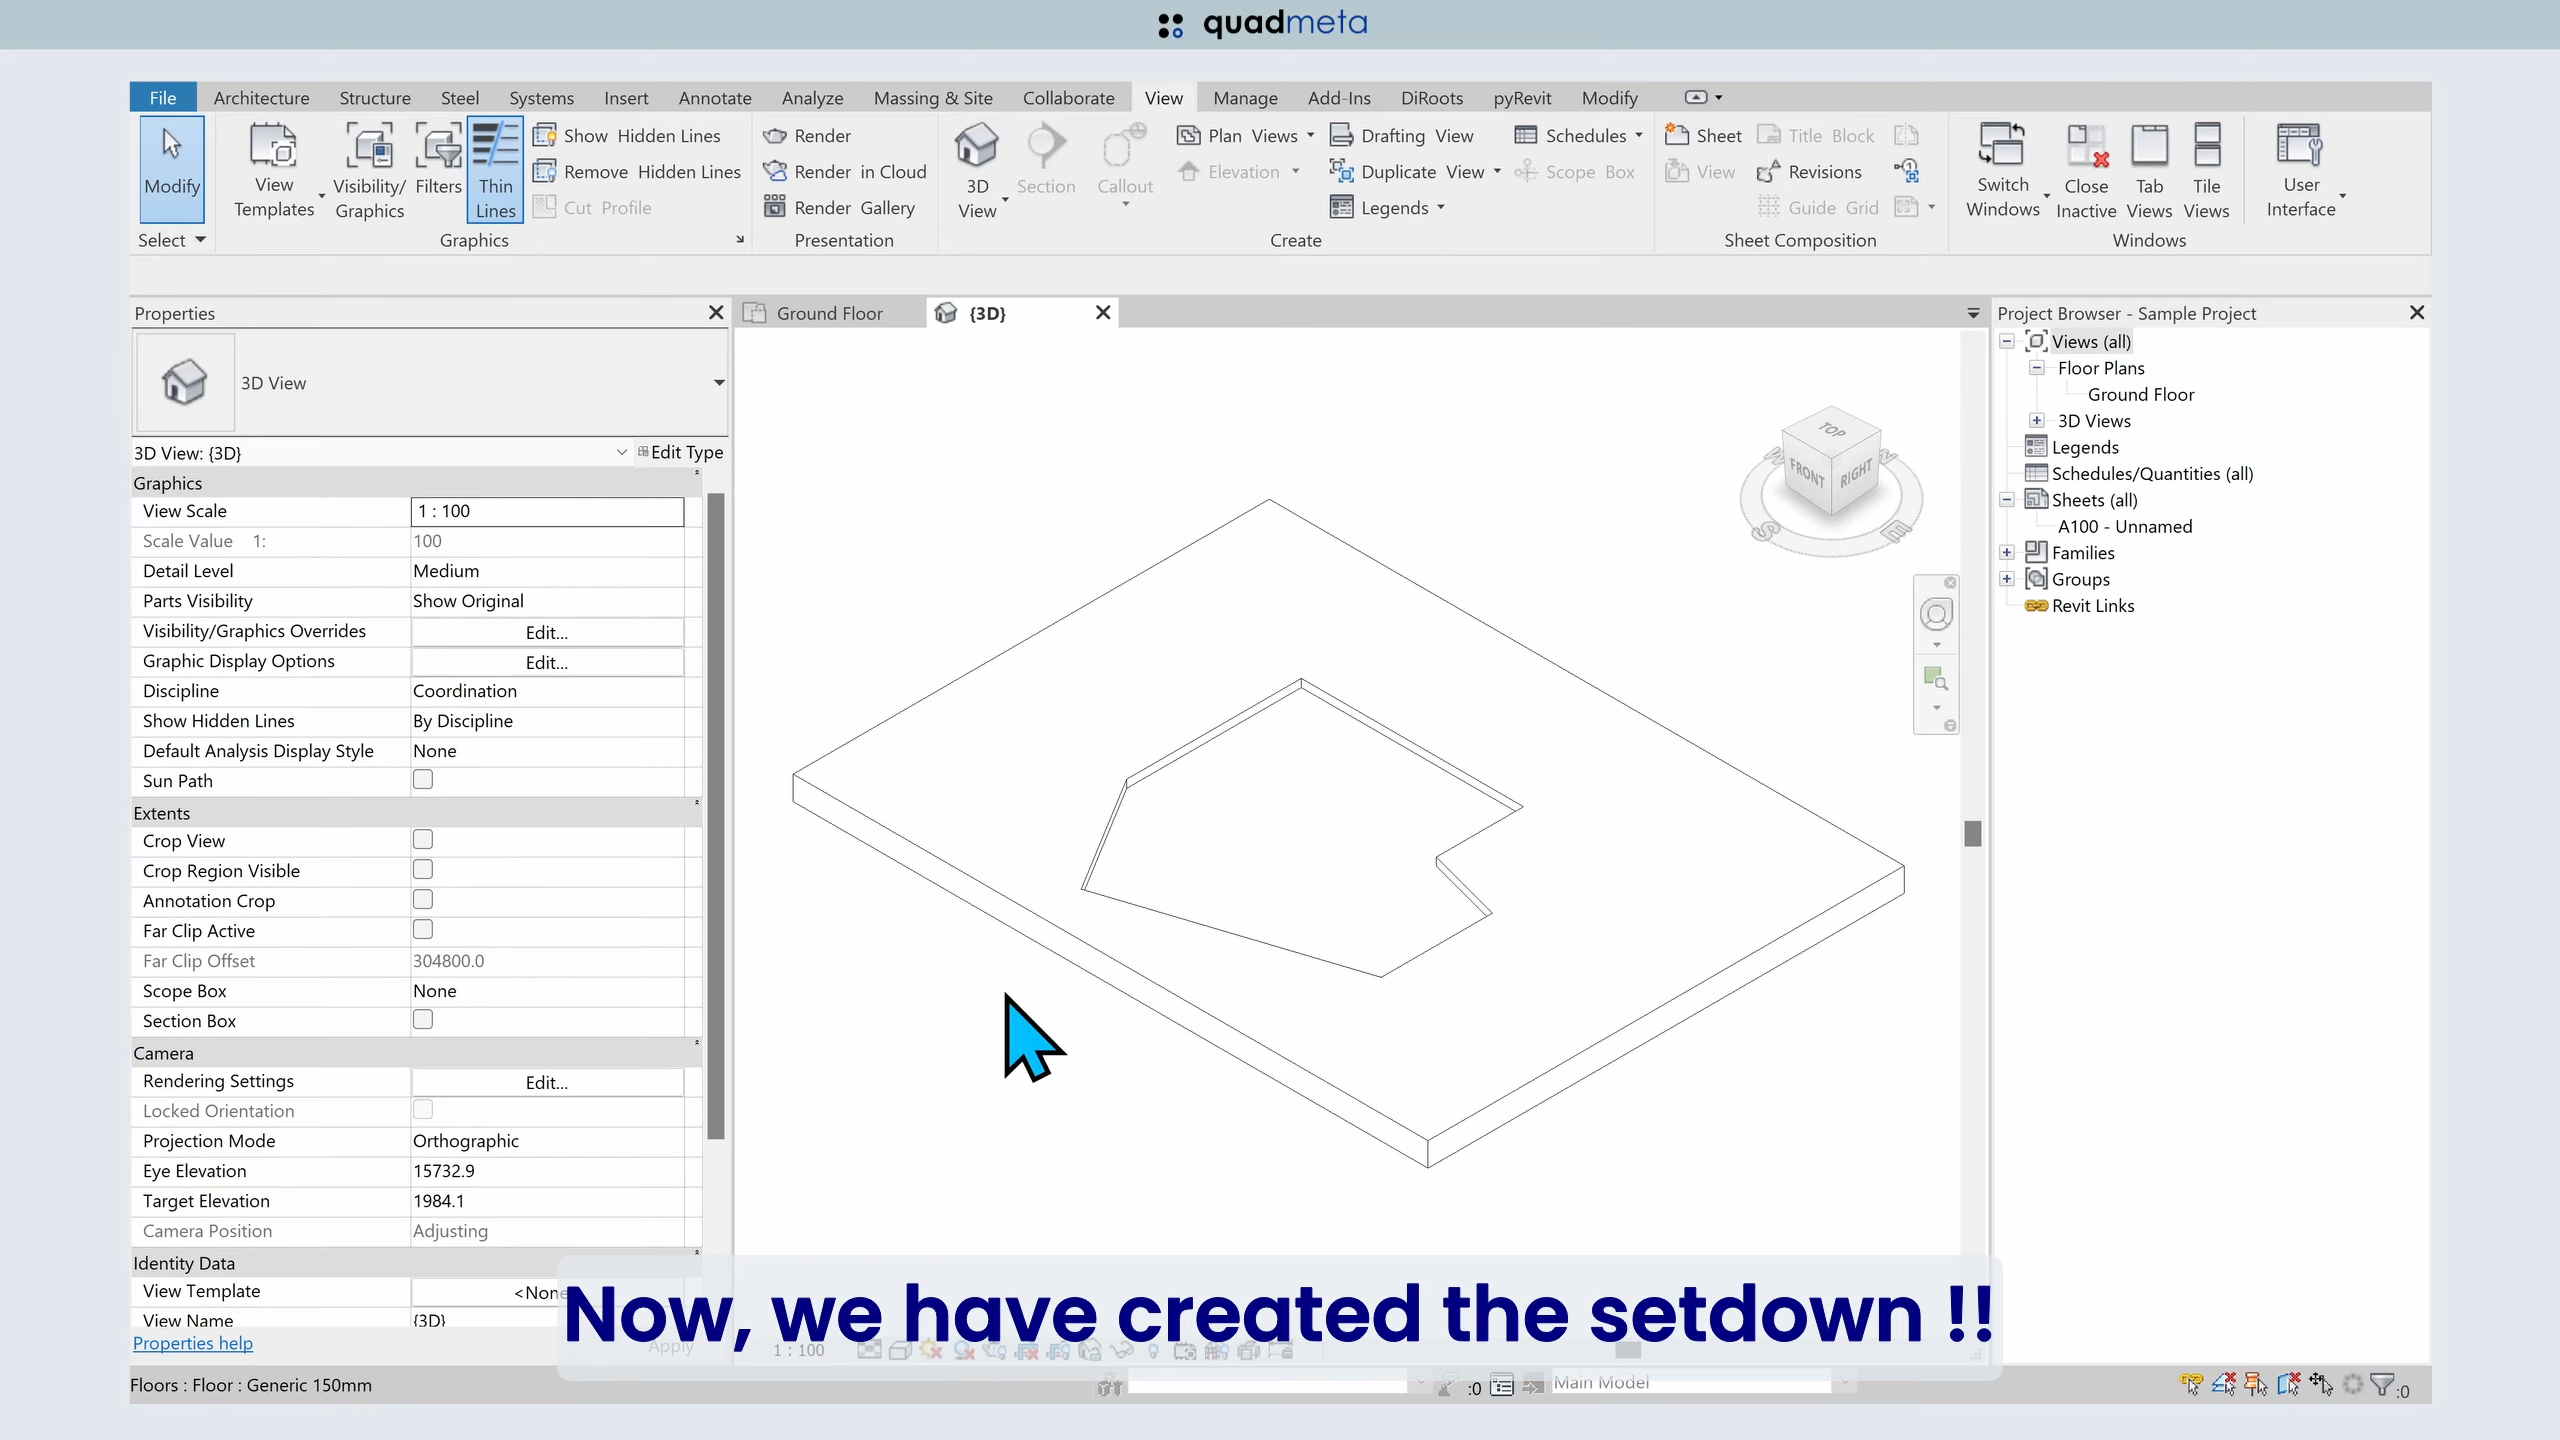 quadmeta
File Architecture Structure Steel Systems Insert Annotate Analyze Massing & Site Collaborate View Manage Add-Ins DiRoots pyRevit Modify
Modify
View Templates
Visibility/ Graphics
Filters
Thin Lines
Show Hidden Lines
Remove Hidden Lines
Cut Profile
Render
Render in Cloud
Render Gallery
3D View
Section
Callout
Plan Views
Elevation
Drafting View
Duplicate View
Legends
Schedules
Scope Box
Sheet
View
Title Block
Revisions
Guide Grid
Switch Windows
Close Inactive
Tab Views
Tile Views
User Interface
Select Graphics Presentation Create Sheet Composition Windows
Properties
3D View
3D View: {3D} Edit Type
Graphics
View Scale 1 : 100
Scale Value 1: 100
Detail Level Medium
Parts Visibility Show Original
Visibility/Graphics Overrides Edit...
Graphic Display Options Edit...
Discipline Coordination
Show Hidden Lines By Discipline
Default Analysis Display Style None
Sun Path
Extents
Crop View
Crop Region Visible
Annotation Crop
Far Clip Active
Far Clip Offset 304800.0
Scope Box None
Section Box
Camera
Rendering Settings Edit...
Locked Orientation
Projection Mode Orthographic
Eye Elevation 15732.9
Target Elevation 1984.1
Camera Position Adjusting
Identity Data
View Template <None
View Name {3D}
Properties help Apply
Ground Floor {3D}
TOP
FRONT RIGHT
S E
Project Browser - Sample Project
Views (all)
Floor Plans
Ground Floor
3D Views
Legends
Schedules/Quantities (all)
Sheets (all)
A100 - Unnamed
Families
Groups
Revit Links
Now, we have created the setdown !!
1 : 100
Floors : Floor : Generic 150mm :0 Main Model :0